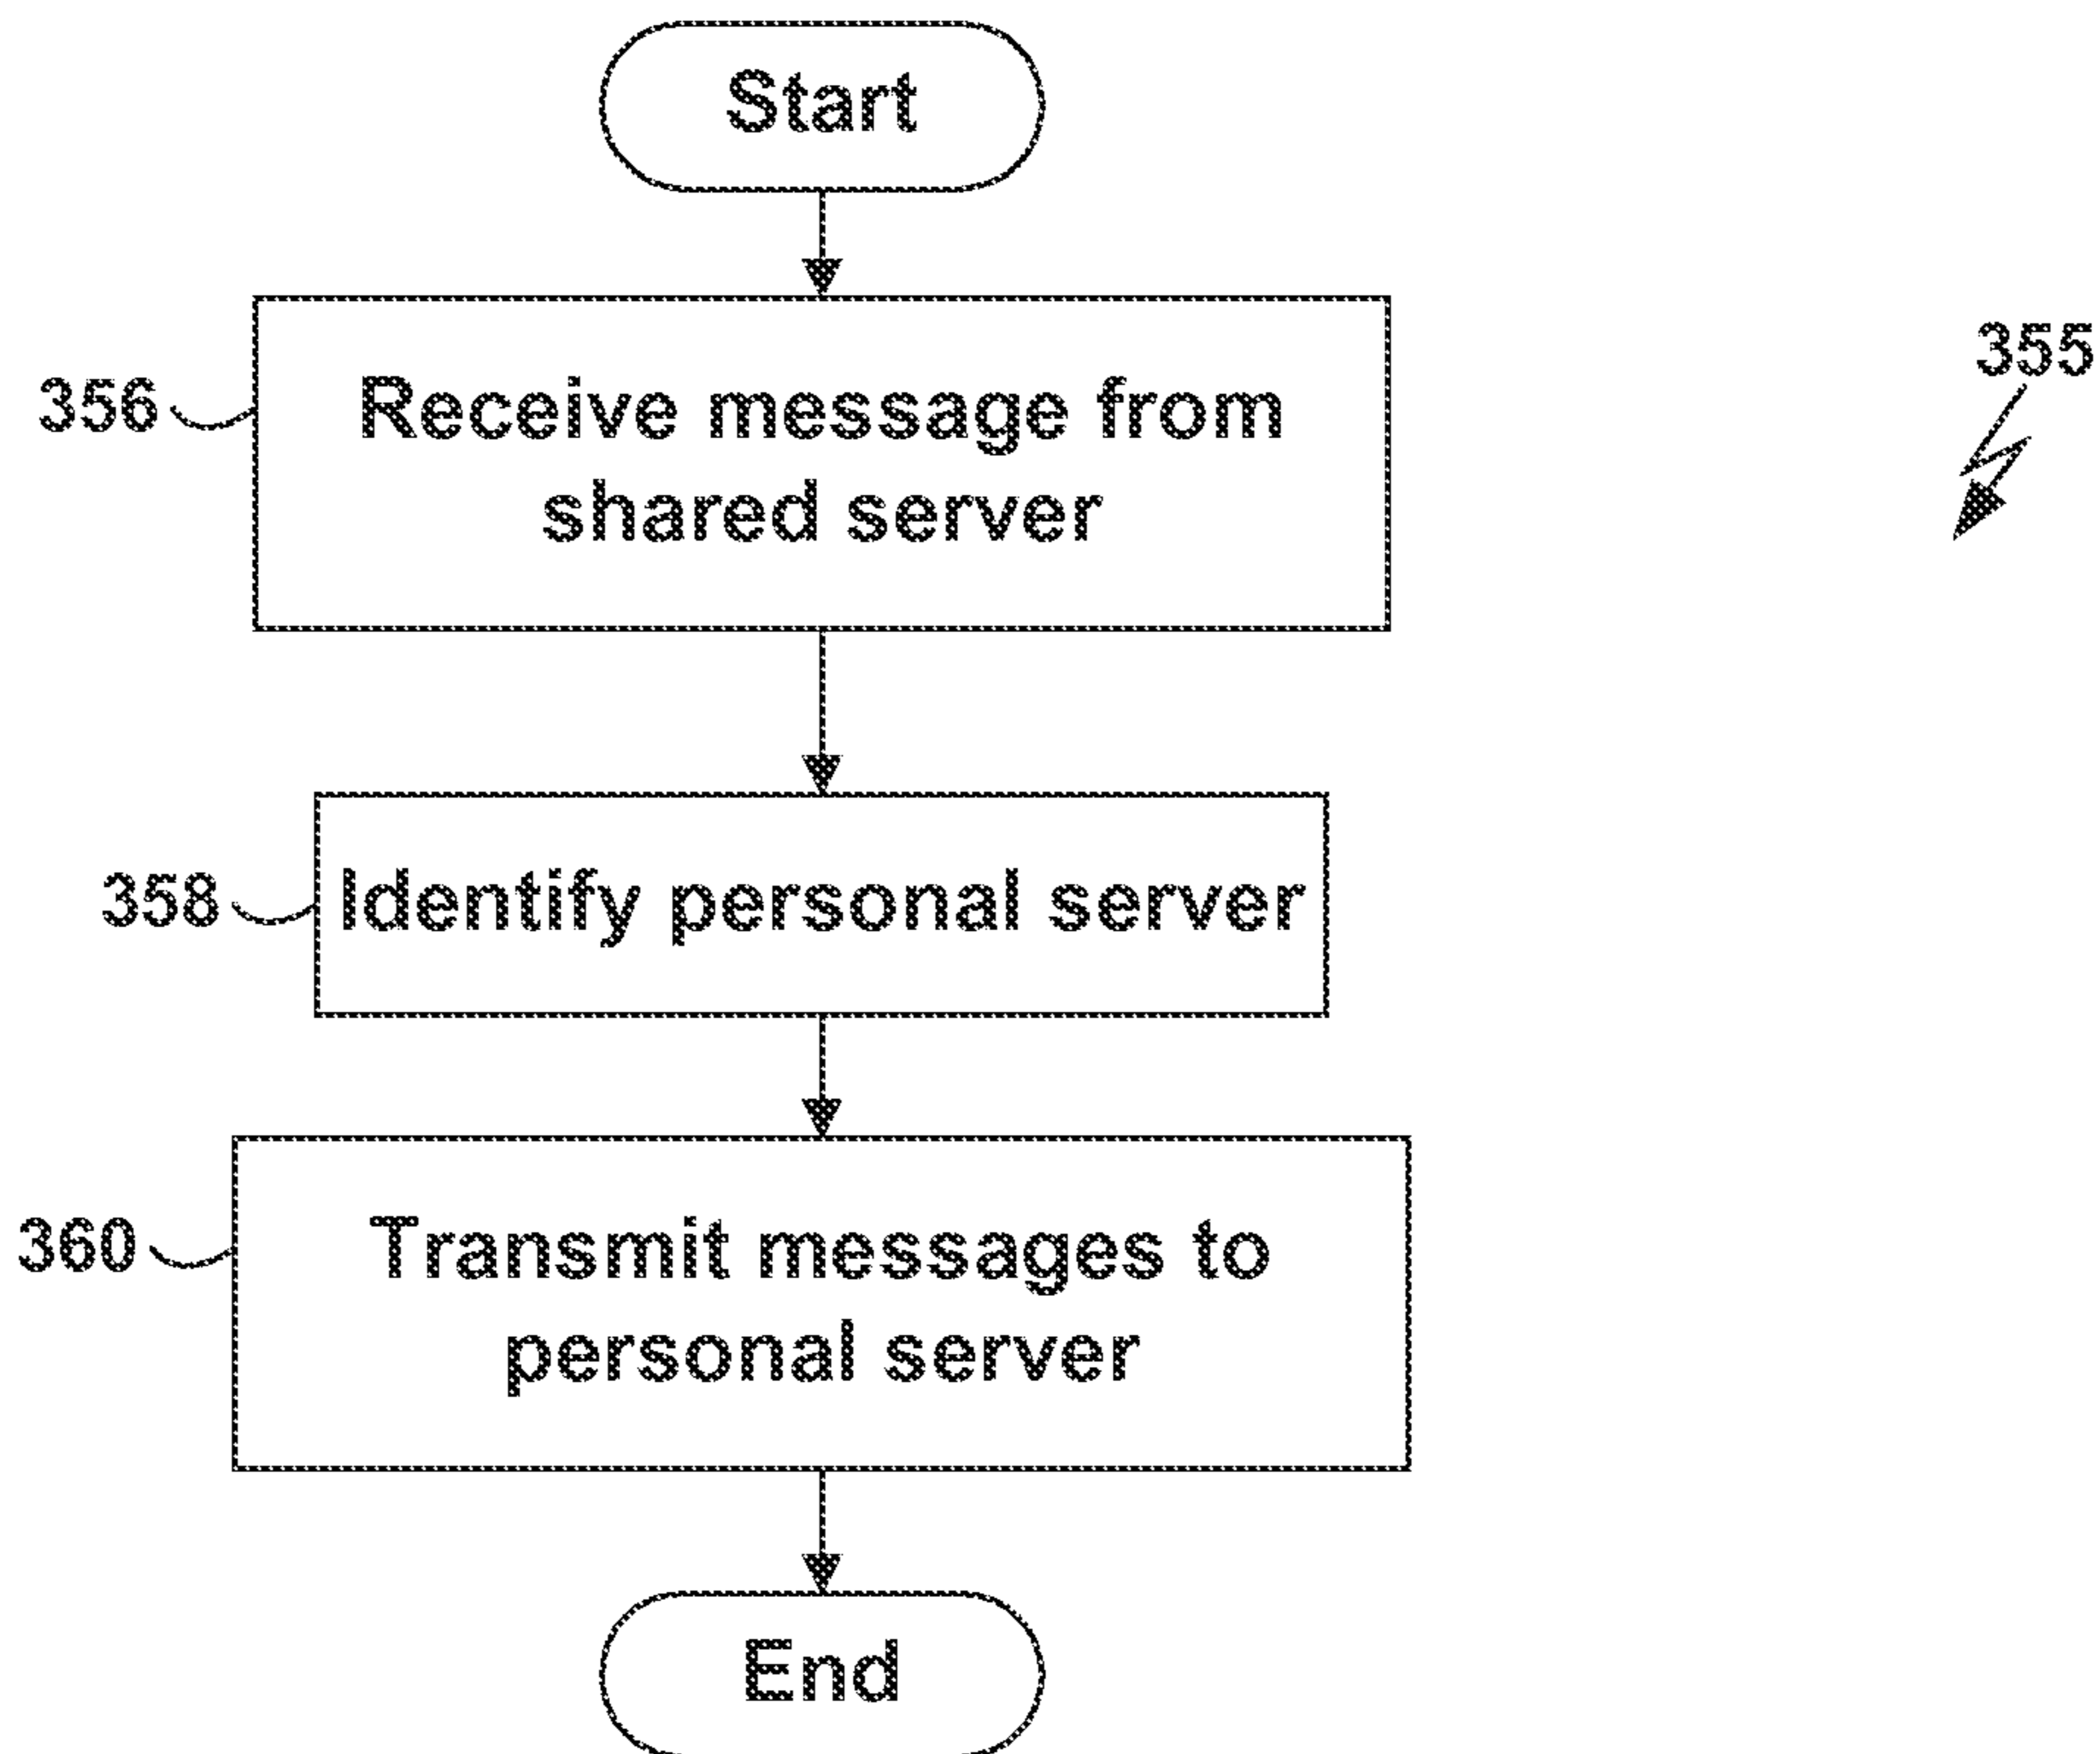 Start
356
Receive message from
shared server
355
358
Identify personal server
360
Transmit messages to
personal server
End